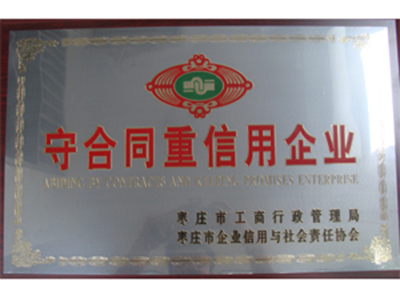 守合同重信用企业
ABIDING BY CONTRACTS AND PROMISES ENTERPRISE
枣庄市工商行政管理局
枣庄市企业信用与社会责任协会